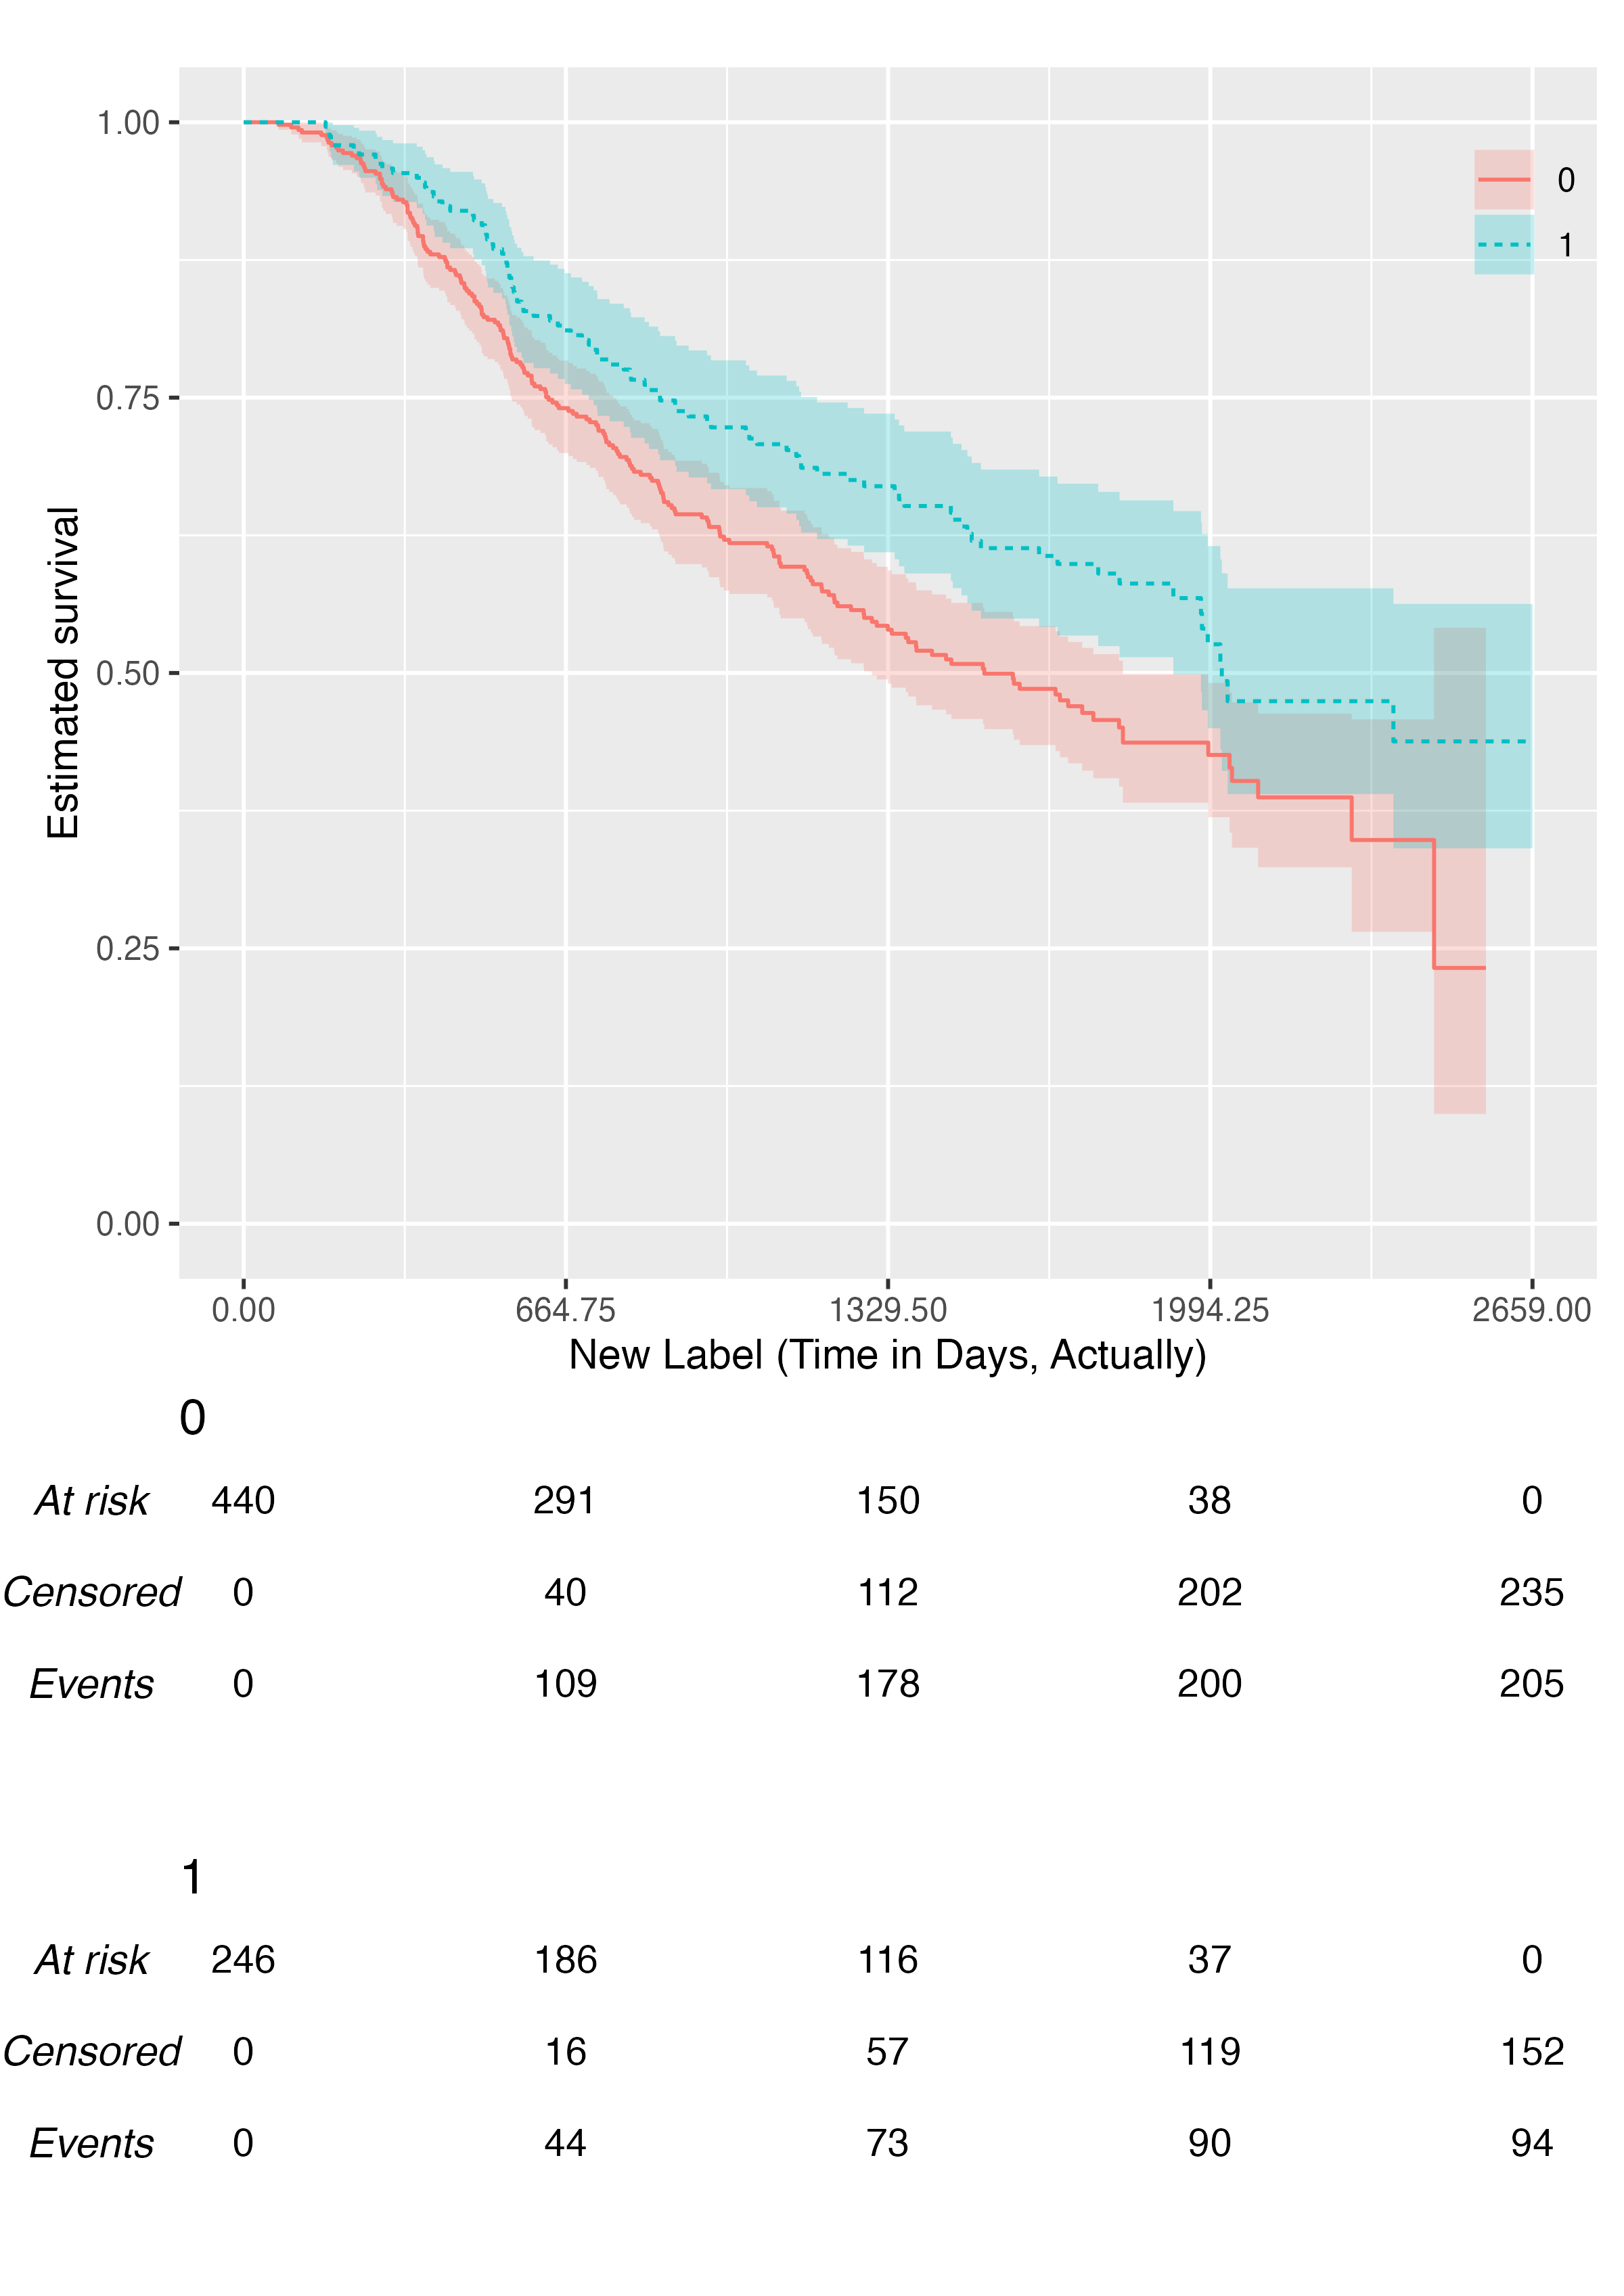 1.00
0.75
0.50
0.25
0.00
Estimated survival
0
1
0.00 664.75 1329.50 1994.25 2659.00
New Label (Time in Days, Actually)
0
At risk 440 291 150 38 0
Censored 0 40 112 202 235
Events 0 109 178 200 205
1
At risk 246 186 116 37 0
Censored 0 16 57 119 152
Events 0 44 73 90 94